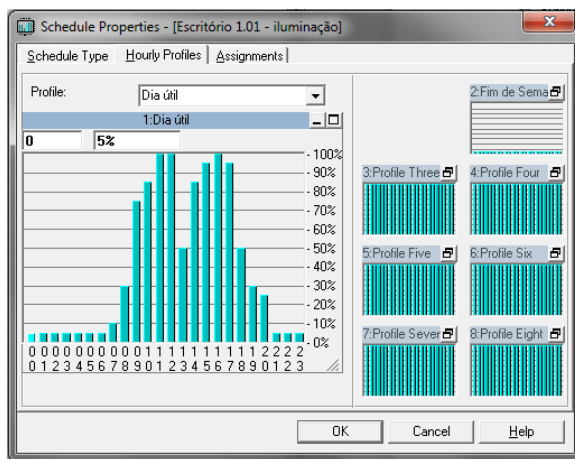 Schedule Properties - [Escritório 1.01 - iluminação]
Schedule Type Hourly Profiles Assignments
Profile: Dia útil
1:Dia útil
0 5%
100%
90%
80%
70%
60%
50%
40%
30%
20%
10%
0%
0 0 0 0 0 0 0 0 0 0 1 1 1 1 1 1 1 1 1 1 2 2 2 2
0 1 2 3 4 5 6 7 8 9 0 1 2 3 4 5 6 7 8 9 0 1 2 3
2:Fim de Sema
3:Profile Three 4:Profile Four
5:Profile Five 6:Profile Six
7:Profile Sever 8:Profile Eight
OK Cancel Help